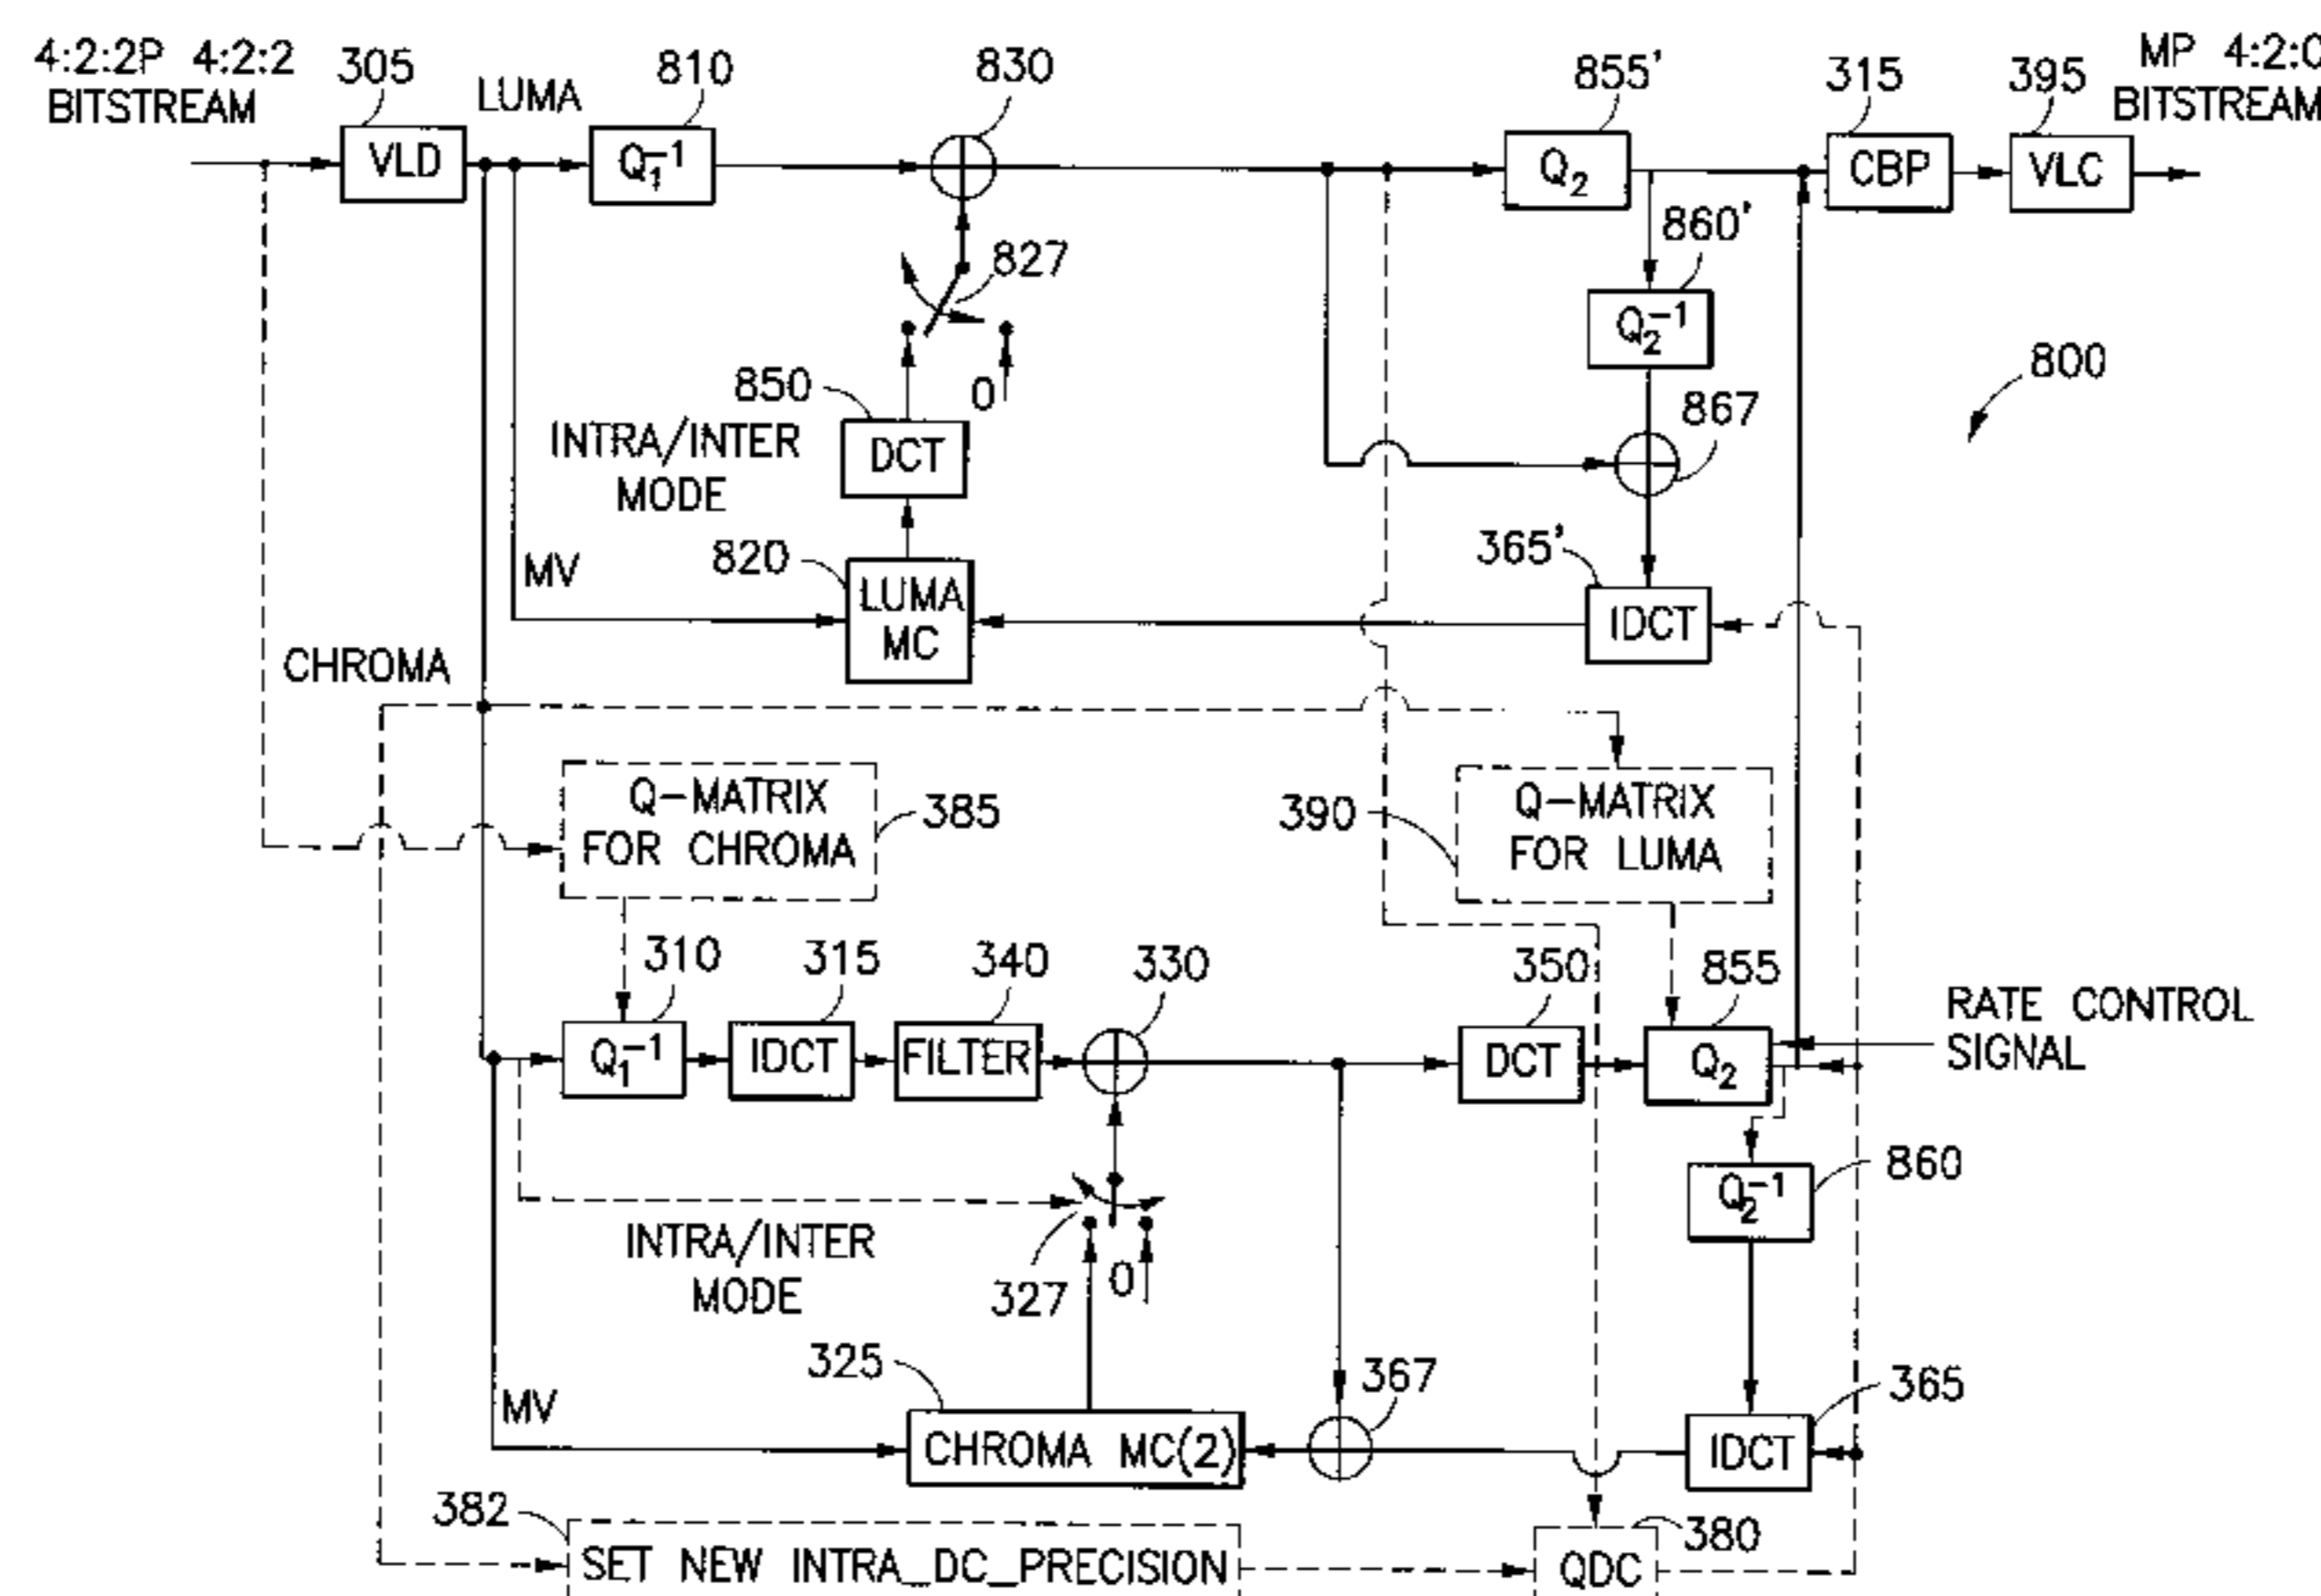 4:2:2P 4:2:2
BITSTREAM
305
LUMA
810
830
855'
315
395
MP 4:2:0
BITSTREAM
VLD
Q₁⁻¹
Q₂
CBP
VLC
827
860'
Q₂⁻¹
800
850
0
867
INTRA/INTER
MODE
DCT
365'
820
MV
LUMA
MC
IDCT
CHROMA
Q-MATRIX
FOR CHROMA
385
390
Q-MATRIX
FOR LUMA
310
315
340
330
350
855
RATE CONTROL
SIGNAL
Q₁⁻¹
IDCT
FILTER
DCT
Q₂
860
Q₂⁻¹
INTRA/INTER
MODE
327
0
325
367
365
MV
CHROMA MC(2)
IDCT
382
380
SET NEW INTRA_DC_PRECISION
QDC